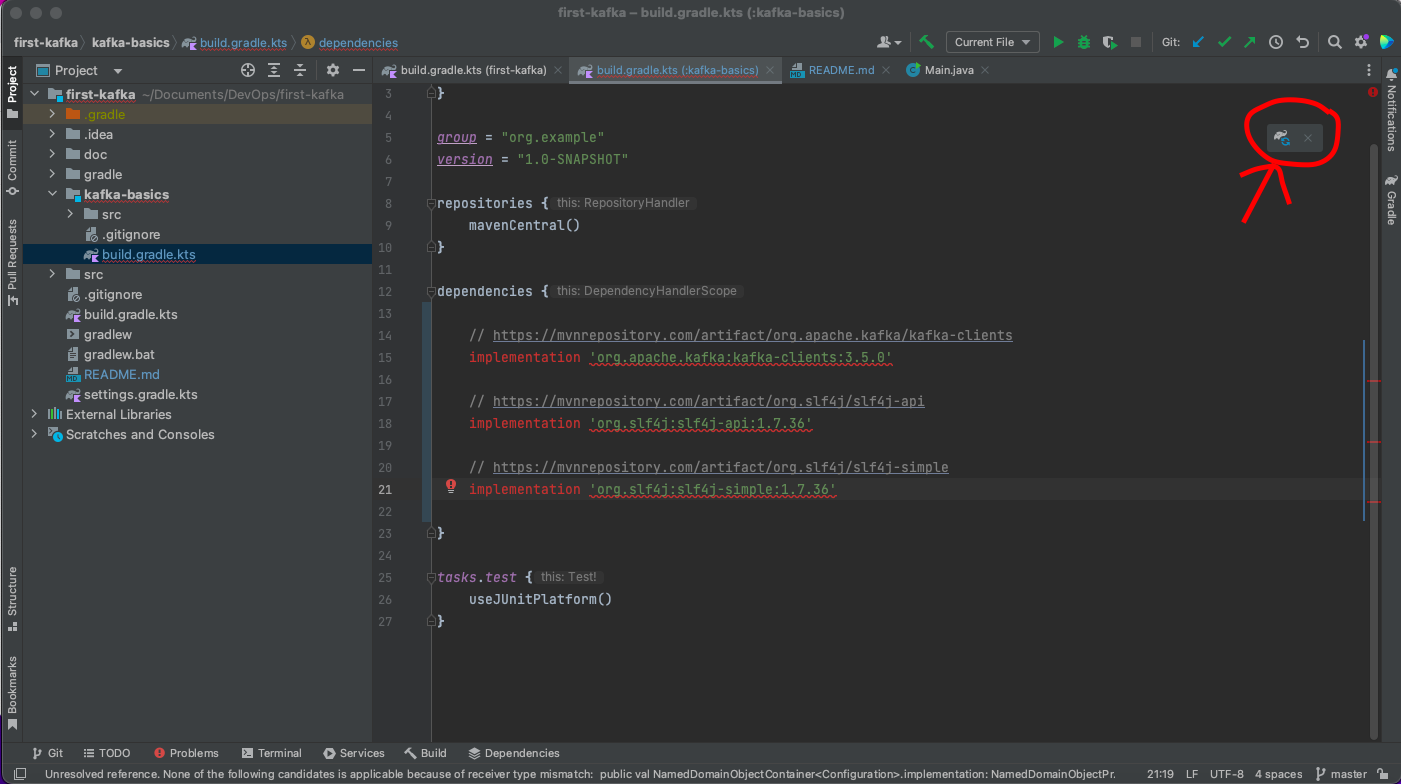 first-kafka – build.gradle.kts (:kafka-basics)
first-kafka kafka-basics build.gradle.kts dependencies Current File Git:
Project
build.gradle.kts (first-kafka) build.gradle.kts (:kafka-basics) README.md Main.java
Project
Commit
Pull Requests
Structure
Bookmarks
first-kafka ~/Documents/DevOps/first-kafka
.gradle
.idea
doc
gradle
kafka-basics
src
.gitignore
build.gradle.kts
src
.gitignore
build.gradle.kts
gradlew
gradlew.bat
README.md
settings.gradle.kts
External Libraries
Scratches and Consoles
3 }
4
5 group = "org.example"
6 version = "1.0-SNAPSHOT"
7
8 repositories { this: RepositoryHandler
9 mavenCentral()
10 }
11
12 dependencies { this: DependencyHandlerScope
13
14 // https://mvnrepository.com/artifact/org.apache.kafka/kafka-clients
15 implementation 'org.apache.kafka:kafka-clients:3.5.0'
16
17 // https://mvnrepository.com/artifact/org.slf4j/slf4j-api
18 implementation 'org.slf4j:slf4j-api:1.7.36'
19
20 // https://mvnrepository.com/artifact/org.slf4j/slf4j-simple
21 implementation 'org.slf4j:slf4j-simple:1.7.36'
22
23 }
24
25 tasks.test { this: Test!
26 useJUnitPlatform()
27 }
Notifications
Gradle
Git TODO Problems Terminal Services Build Dependencies
Unresolved reference. None of the following candidates is applicable because of receiver type mismatch: public val NamedDomainObjectContainer<Configuration>.implementation: NamedDomainObjectPr. 21:19 LF UTF-8 4 spaces master